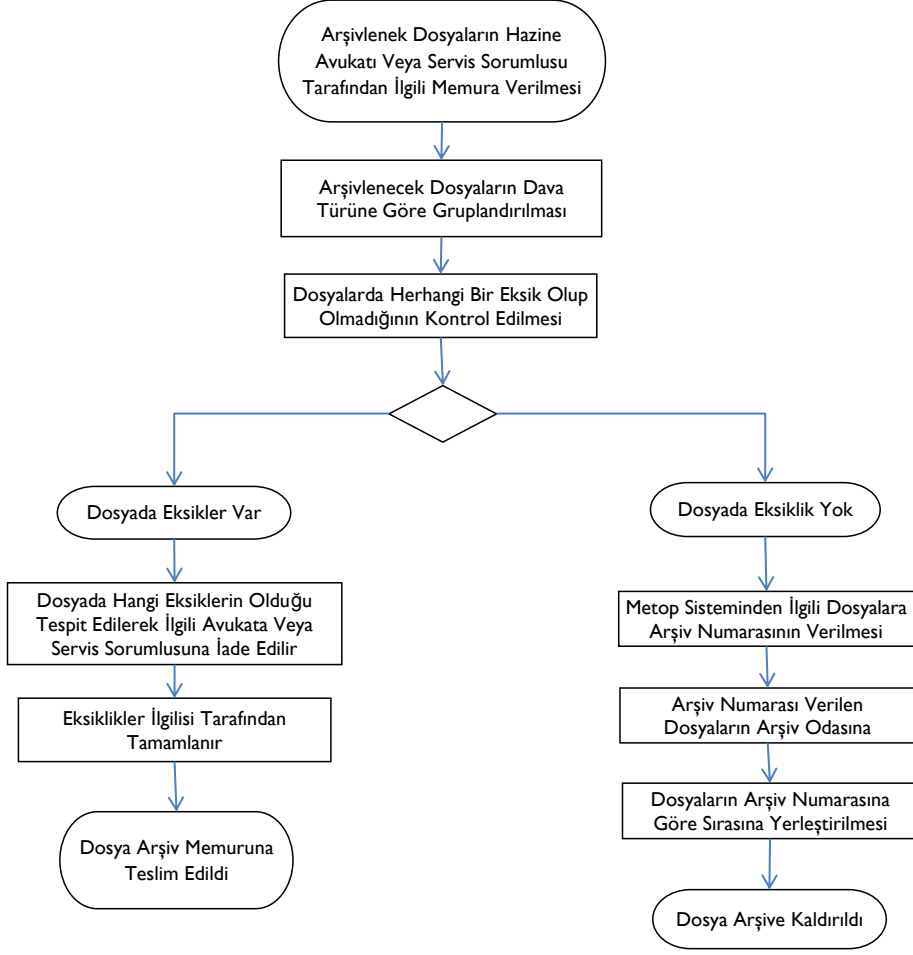 Arşivlenek Dosyaların Hazine
Avukatı Veya Servis Sorumlusu
Tarafından İlgili Memura Verilmesi
Arşivlenecek Dosyaların Dava
Türüne Göre Gruplandırılması
Dosyalarda Herhangi Bir Eksik Olup
Olmadığının Kontrol Edilmesi
Dosyada Eksikler Var
Dosyada Hangi Eksiklerin Olduğu
Tespit Edilerek İlgili Avukata Veya
Servis Sorumlusuna İade Edilir
Eksiklikler İlgilisi Tarafından
Tamamlanır
Dosya Arşiv Memuruna
Teslim Edildi
Dosyada Eksiklik Yok
Metop Sisteminden İlgili Dosyalara
Arşiv Numarasının Verilmesi
Arşiv Numarası Verilen
Dosyaların Arşiv Odasına
Dosyaların Arşiv Numarasına
Göre Sırasına Yerleştirilmesi
Dosya Arşive Kaldırıldı